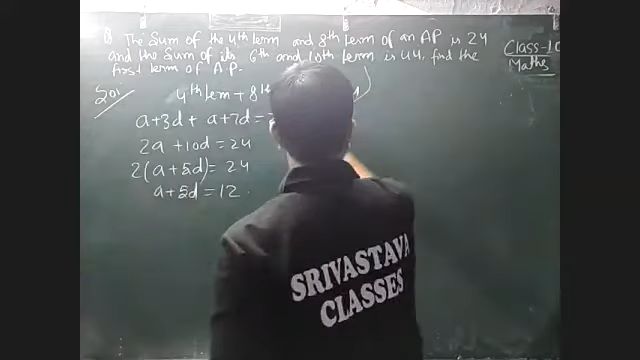 Q The Sum of the 4th term and 8th term of an AP is 24
and the Sum of its 6th and 10th term is 44, find the
first term of A.P.
Class-10
Maths
Sol
4th term + 8th
a+3d + a+7d =
2a + 10d = 24
2(a+5d) = 24
a+5d = 12
SRIVASTAVA
CLASSES